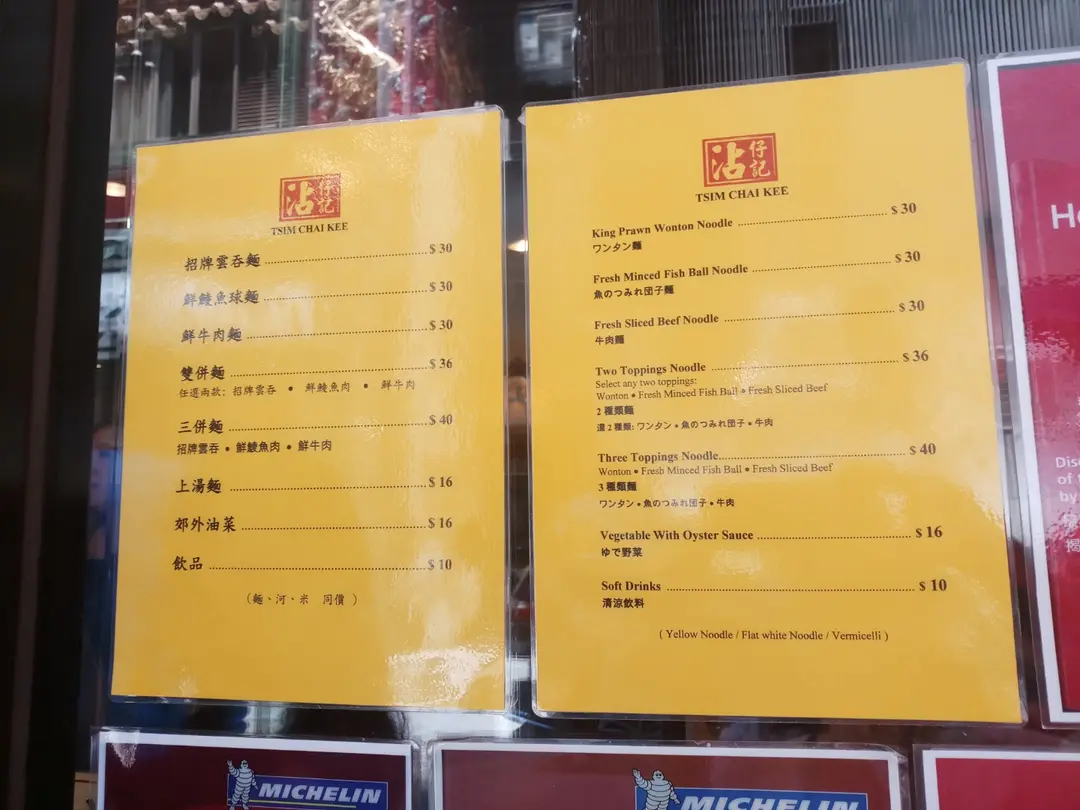 沾仔記
TSIM CHAI KEE
招牌雲吞麵 $ 30
鮮鯪魚球麵 $ 30
鮮牛肉麵 $ 30
雙併麵 $ 36
任選兩款: 招牌雲吞 • 鮮鯪魚肉 • 鮮牛肉
三併麵 $ 40
招牌雲吞 • 鮮鯪魚肉 • 鮮牛肉
上湯麵 $ 16
郊外油菜 $ 16
飲品 $ 10
(麵、河、米 同價 )
沾仔記
TSIM CHAI KEE
King Prawn Wonton Noodle $ 30
ワンタン麵
Fresh Minced Fish Ball Noodle $ 30
魚のつみれ団子麵
Fresh Sliced Beef Noodle $ 30
牛肉麵
Two Toppings Noodle $ 36
Select any two toppings:
Wonton • Fresh Minced Fish Ball • Fresh Sliced Beef
2 種類麵
選 2 種類: ワンタン • 魚のつみれ団子 • 牛肉
Three Toppings Noodle $ 40
Wonton • Fresh Minced Fish Ball • Fresh Sliced Beef
3 種類麵
ワンタン • 魚のつみれ団子 • 牛肉
Vegetable With Oyster Sauce $ 16
ゆで野菜
Soft Drinks $ 10
清涼飲料
( Yellow Noodle / Flat white Noodle / Vermicelli )
MICHELIN
MICHELIN
of
by